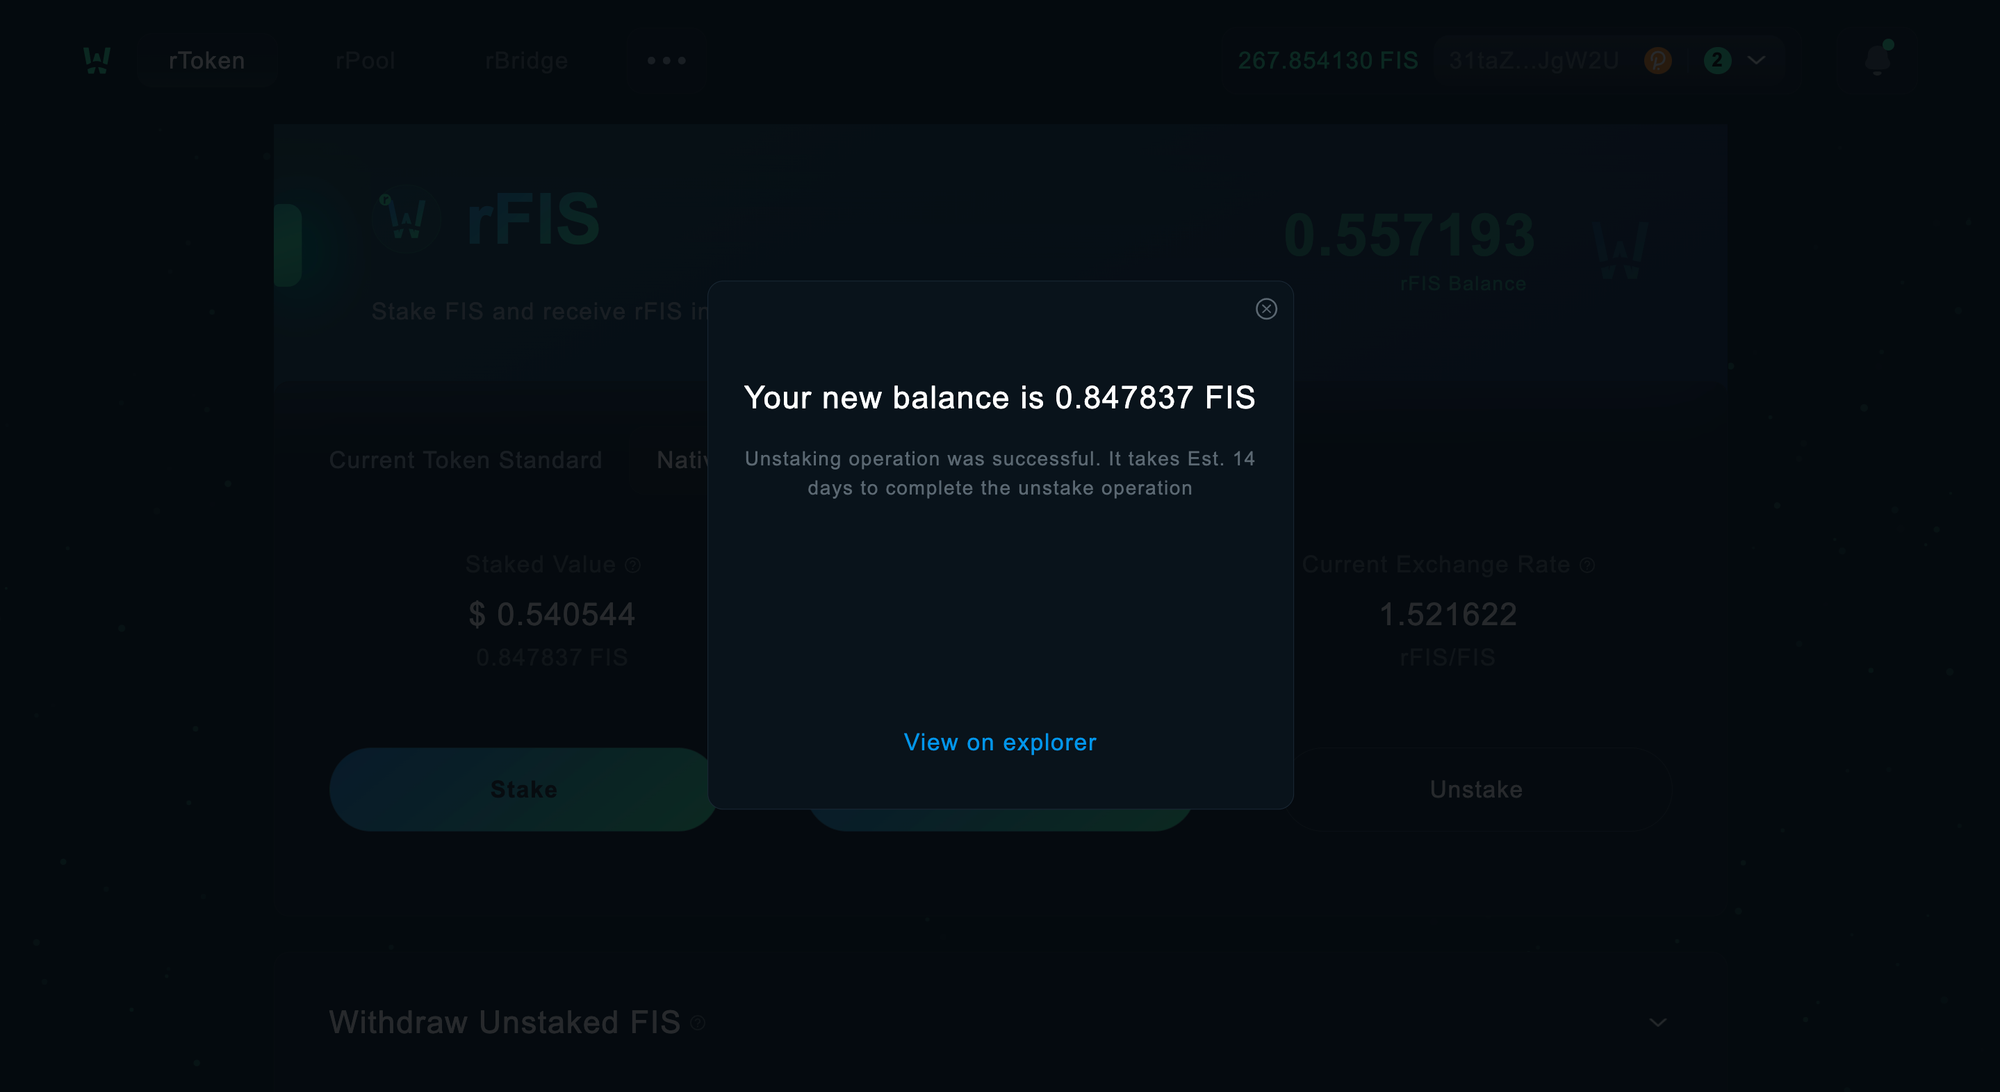 rToken rPool rBridge
267.854130 FIS 31taZ...JgW2U 2
rFIS
0.557193
rFIS Balance
Stake FIS and receive rFIS in
Your new balance is 0.847837 FIS
Unstaking operation was successful. It takes Est. 14
days to complete the unstake operation
View on explorer
Current Token Standard
Staked Value
$ 0.540544
0.847837 FIS
Current Exchange Rate
1.521622
rFIS/FIS
Stake
Unstake
Withdraw Unstaked FIS